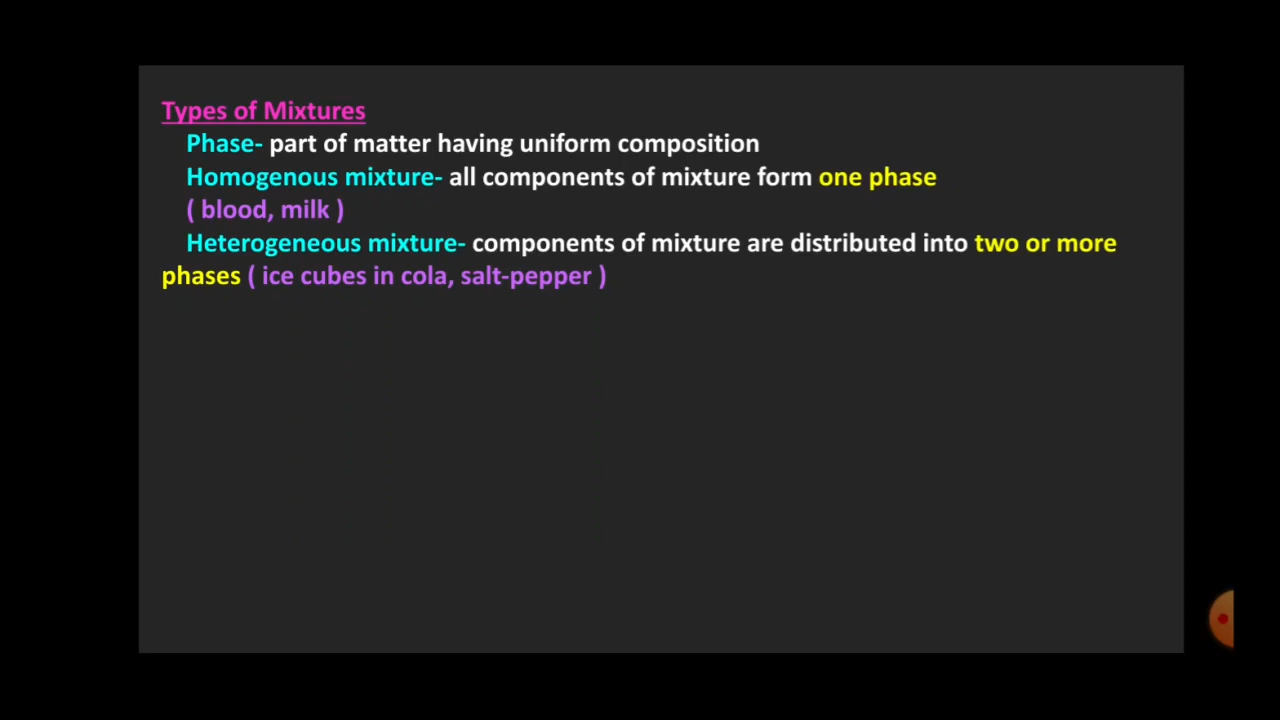 Types of Mixtures
Phase- part of matter having uniform composition
Homogenous mixture- all components of mixture form one phase
( blood, milk )
Heterogeneous mixture- components of mixture are distributed into two or more
phases ( ice cubes in cola, salt-pepper )